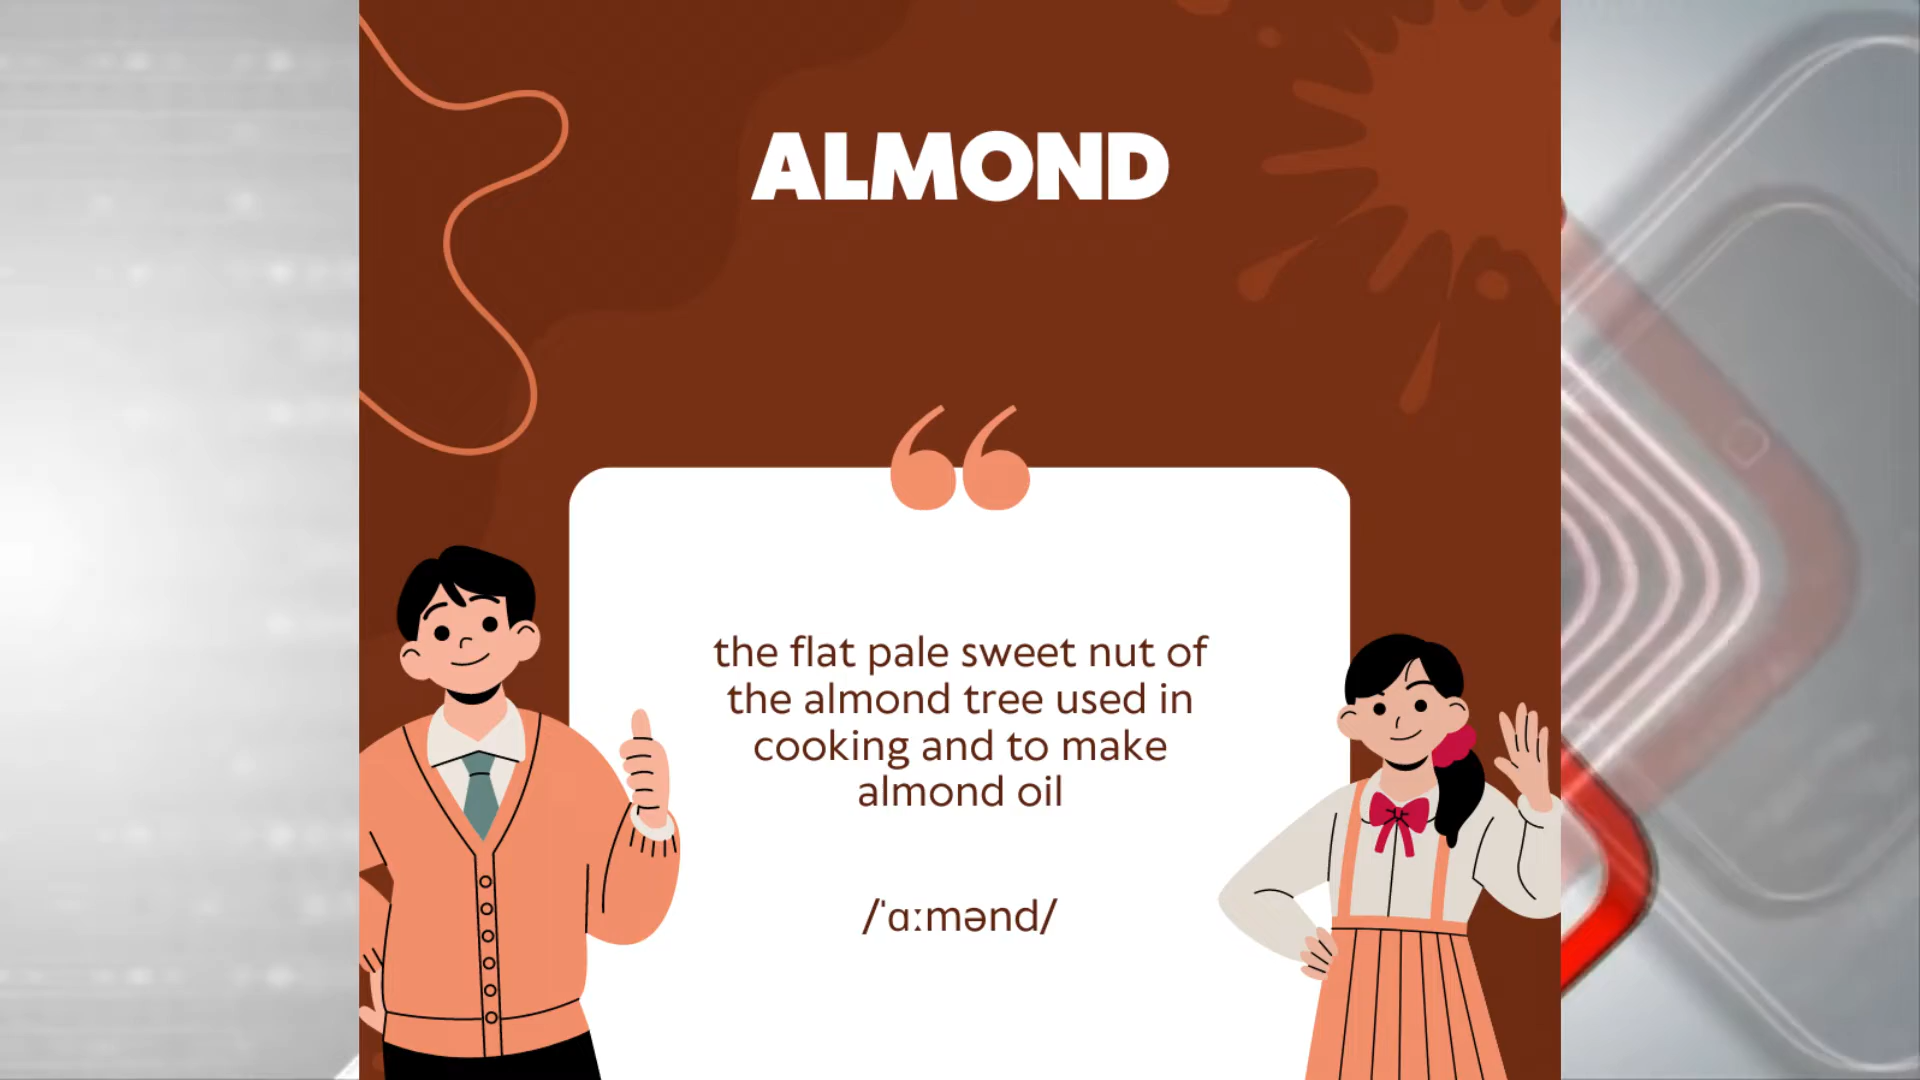 ALMOND
the flat pale sweet nut of
the almond tree used in
cooking and to make
almond oil
/ˈɑːmənd/